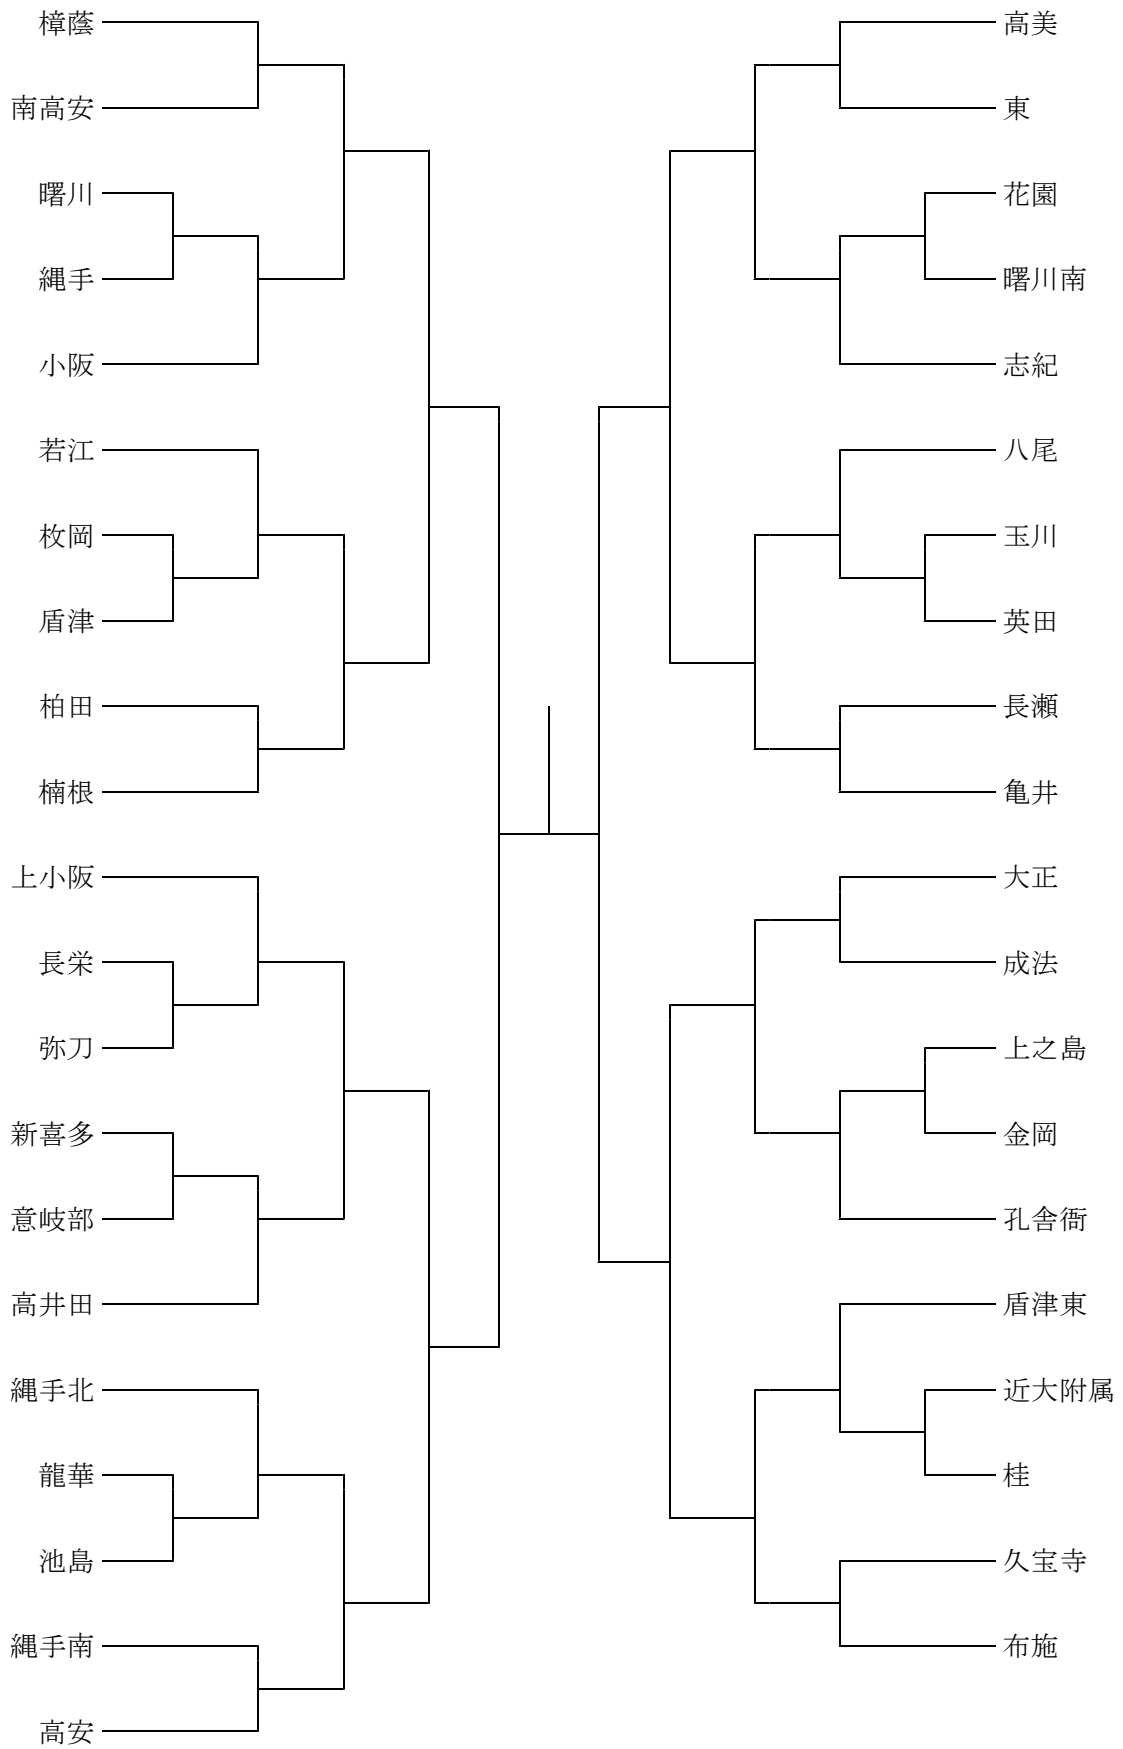 樟蔭
南高安
曙川
縄手
小阪
若江
枚岡
盾津
柏田
楠根
上小阪
長栄
弥刀
新喜多
意岐部
高井田
縄手北
龍華
池島
縄手南
高安
高美
東
花園
曙川南
志紀
八尾
玉川
英田
長瀬
亀井
大正
成法
上之島
金岡
孔舎衙
盾津東
近大附属
桂
久宝寺
布施